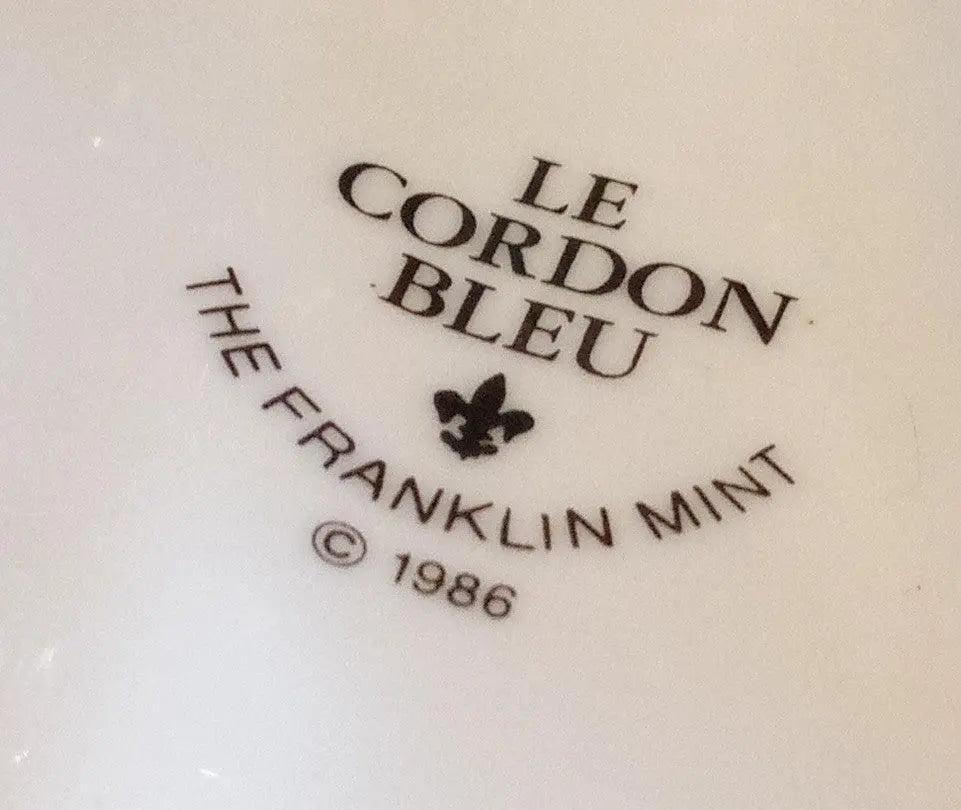 LE
CORDON
BLEU
THE FRANKLIN MINT
© 1986